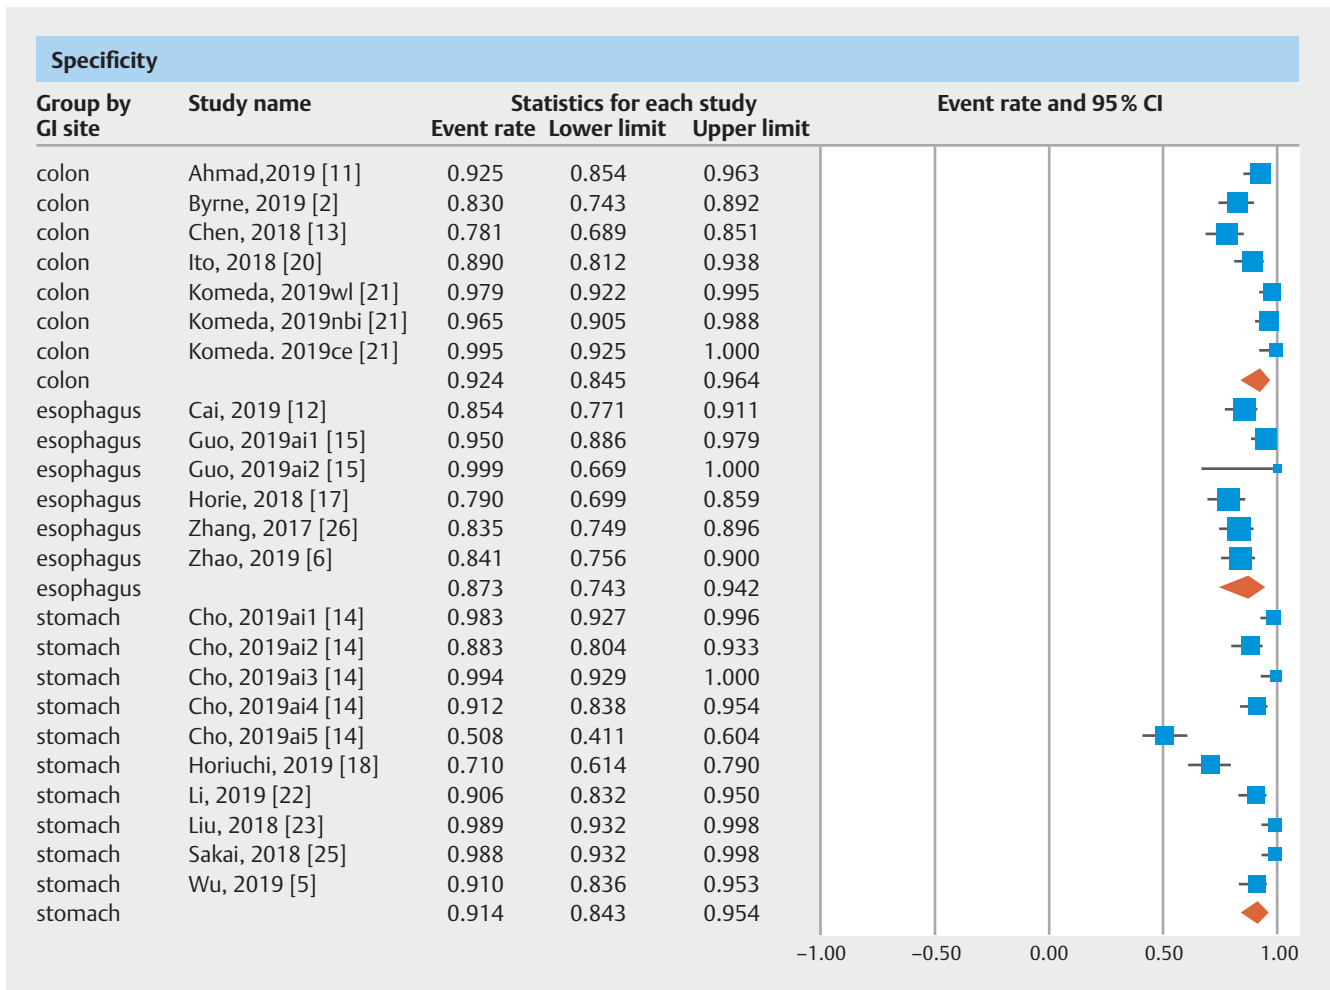 Specificity
Group by Study name Statistics for each study Event rate and 95 % CI
GI site Event rate Lower limit Upper limit
colon Ahmad,2019 [11] 0.925 0.854 0.963
colon Byrne, 2019 [2] 0.830 0.743 0.892
colon Chen, 2018 [13] 0.781 0.689 0.851
colon Ito, 2018 [20] 0.890 0.812 0.938
colon Komeda, 2019wl [21] 0.979 0.922 0.995
colon Komeda, 2019nbi [21] 0.965 0.905 0.988
colon Komeda. 2019ce [21] 0.995 0.925 1.000
colon 0.924 0.845 0.964
esophagus Cai, 2019 [12] 0.854 0.771 0.911
esophagus Guo, 2019ai1 [15] 0.950 0.886 0.979
esophagus Guo, 2019ai2 [15] 0.999 0.669 1.000
esophagus Horie, 2018 [17] 0.790 0.699 0.859
esophagus Zhang, 2017 [26] 0.835 0.749 0.896
esophagus Zhao, 2019 [6] 0.841 0.756 0.900
esophagus 0.873 0.743 0.942
stomach Cho, 2019ai1 [14] 0.983 0.927 0.996
stomach Cho, 2019ai2 [14] 0.883 0.804 0.933
stomach Cho, 2019ai3 [14] 0.994 0.929 1.000
stomach Cho, 2019ai4 [14] 0.912 0.838 0.954
stomach Cho, 2019ai5 [14] 0.508 0.411 0.604
stomach Horiuchi, 2019 [18] 0.710 0.614 0.790
stomach Li, 2019 [22] 0.906 0.832 0.950
stomach Liu, 2018 [23] 0.989 0.932 0.998
stomach Sakai, 2018 [25] 0.988 0.932 0.998
stomach Wu, 2019 [5] 0.910 0.836 0.953
stomach 0.914 0.843 0.954
–1.00 –0.50 0.00 0.50 1.00